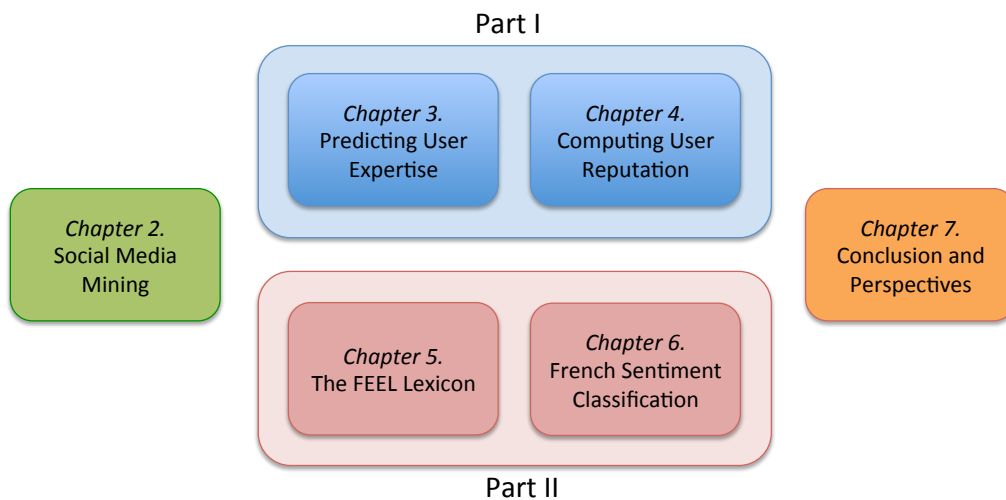 Part I
Chapter 3.
Predicting User
Expertise
Chapter 4.
Computing User
Reputation
Chapter 2.
Social Media
Mining
Chapter 7.
Conclusion and
Perspectives
Chapter 5.
The FEEL Lexicon
Chapter 6.
French Sentiment
Classification
Part II